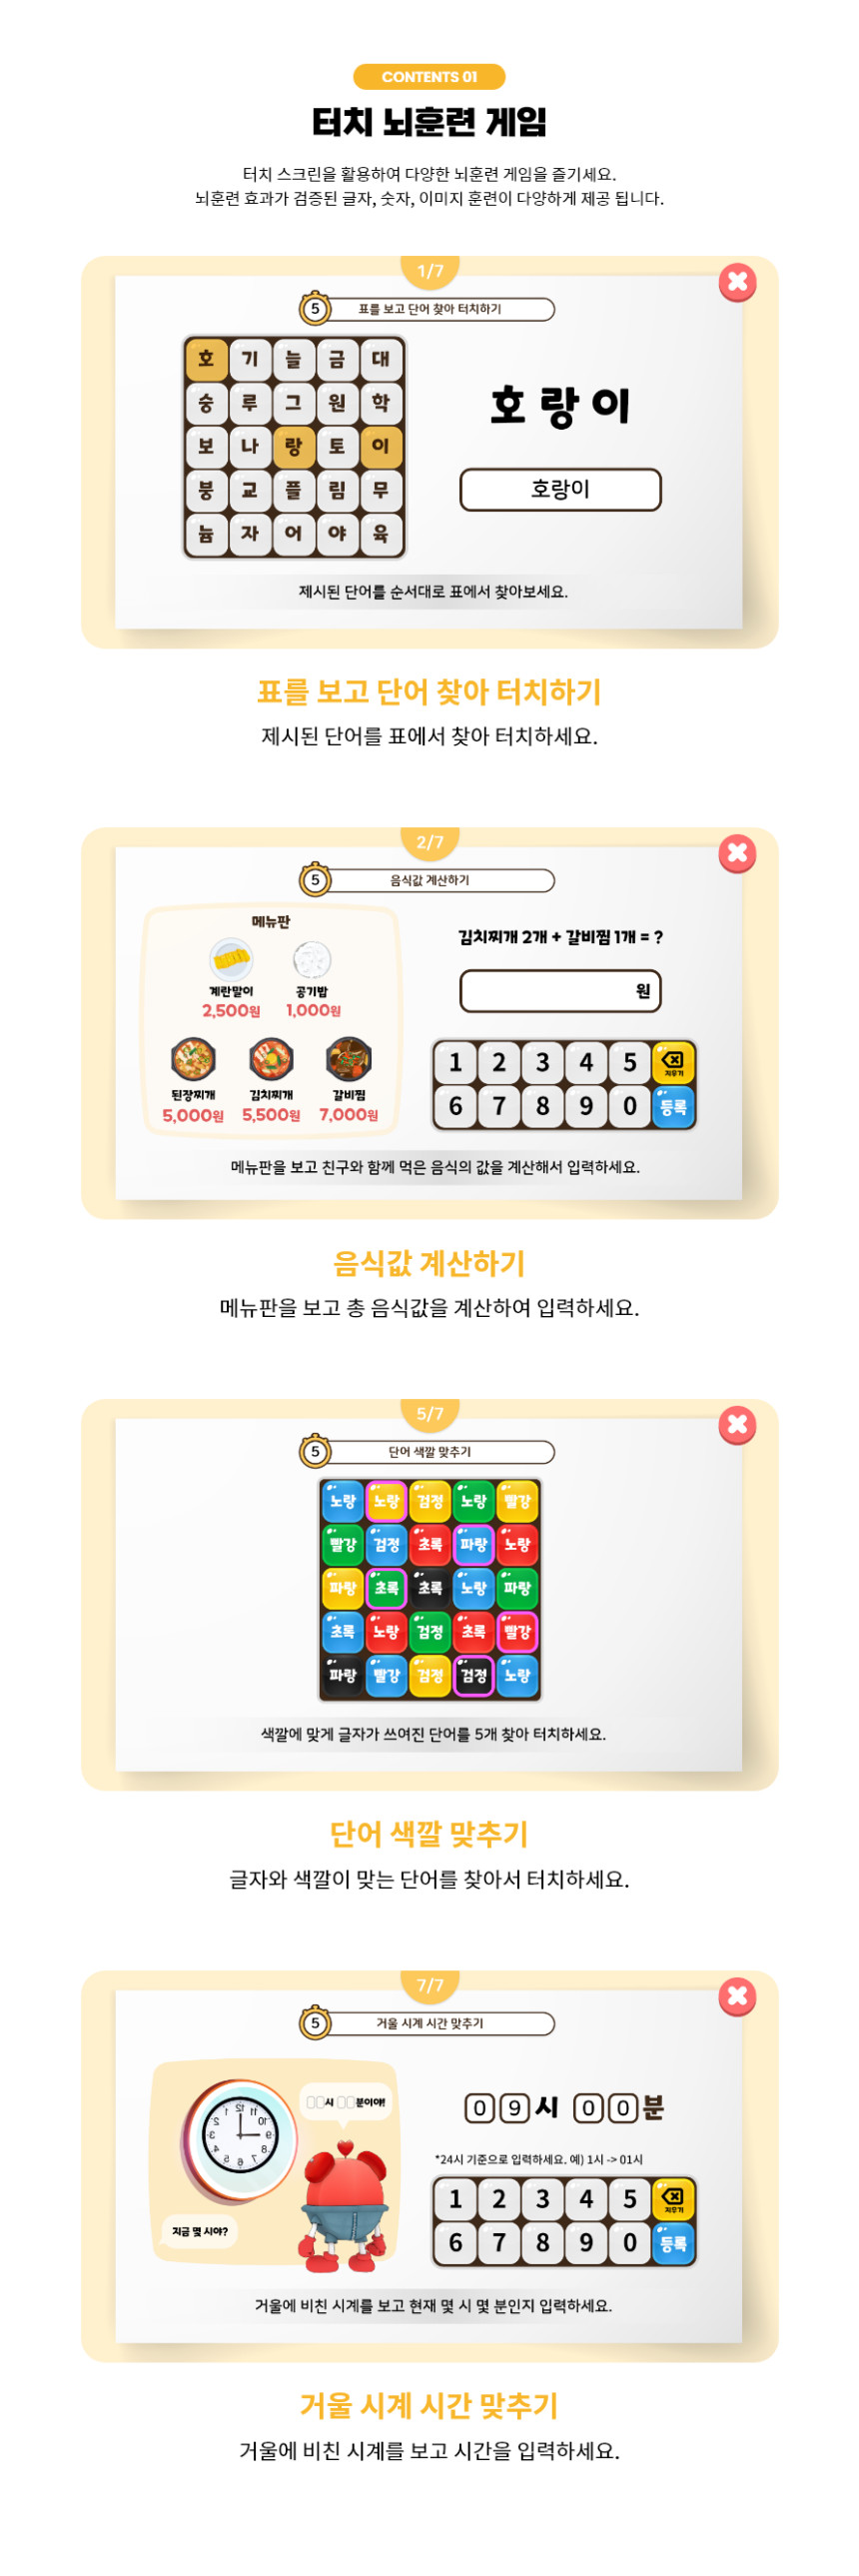 CONTENTS 01
터치 뇌훈련 게임
터치 스크린을 활용하여 다양한 뇌훈련 게임을 즐기세요.
뇌훈련 효과가 검증된 글자, 숫자, 이미지 훈련이 다양하게 제공 됩니다.
1/7
5 표를 보고 단어 찾아 터치하기
호 기 늘 금 대
숭 루 그 원 학
보 나 랑 토 이
붕 교 플 림 무
늄 자 어 야 육
호랑이
호랑이
제시된 단어를 순서대로 표에서 찾아보세요.
표를 보고 단어 찾아 터치하기
제시된 단어를 표에서 찾아 터치하세요.
2/7
5 음식값 계산하기
메뉴판
계란말이 공기밥
2,500원 1,000원
된장찌개 김치찌개 갈비찜
5,000원 5,500원 7,000원
김치찌개 2개 + 갈비찜 1개 = ?
원
1 2 3 4 5 지우기
6 7 8 9 0 등록
메뉴판을 보고 친구와 함께 먹은 음식의 값을 계산해서 입력하세요.
음식값 계산하기
메뉴판을 보고 총 음식값을 계산하여 입력하세요.
5/7
5 단어 색깔 맞추기
노랑 노랑 검정 노랑 빨강
빨강 검정 초록 파랑 노랑
파랑 초록 초록 노랑 파랑
초록 노랑 검정 초록 빨강
파랑 빨강 검정 검정 노랑
색깔에 맞게 글자가 쓰여진 단어를 5개 찾아 터치하세요.
단어 색깔 맞추기
글자와 색깔이 맞는 단어를 찾아서 터치하세요.
7/7
5 거울 시계 시간 맞추기
12 1 2 3 4 5 6 7 8 9 10 11
시 분이야!
지금 몇 시야?
09시 00분
*24시 기준으로 입력하세요. 예) 1시 -> 01시
1 2 3 4 5 지우기
6 7 8 9 0 등록
거울에 비친 시계를 보고 현재 몇 시 몇 분인지 입력하세요.
거울 시계 시간 맞추기
거울에 비친 시계를 보고 시간을 입력하세요.